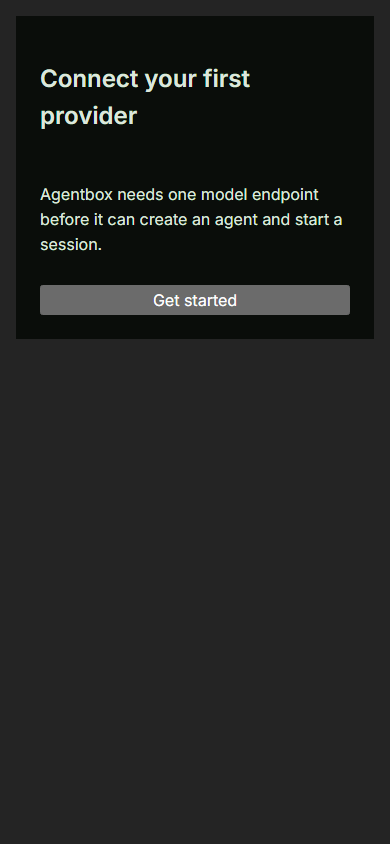 Connect your first
provider
Agentbox needs one model endpoint
before it can create an agent and start a
session.
Get started